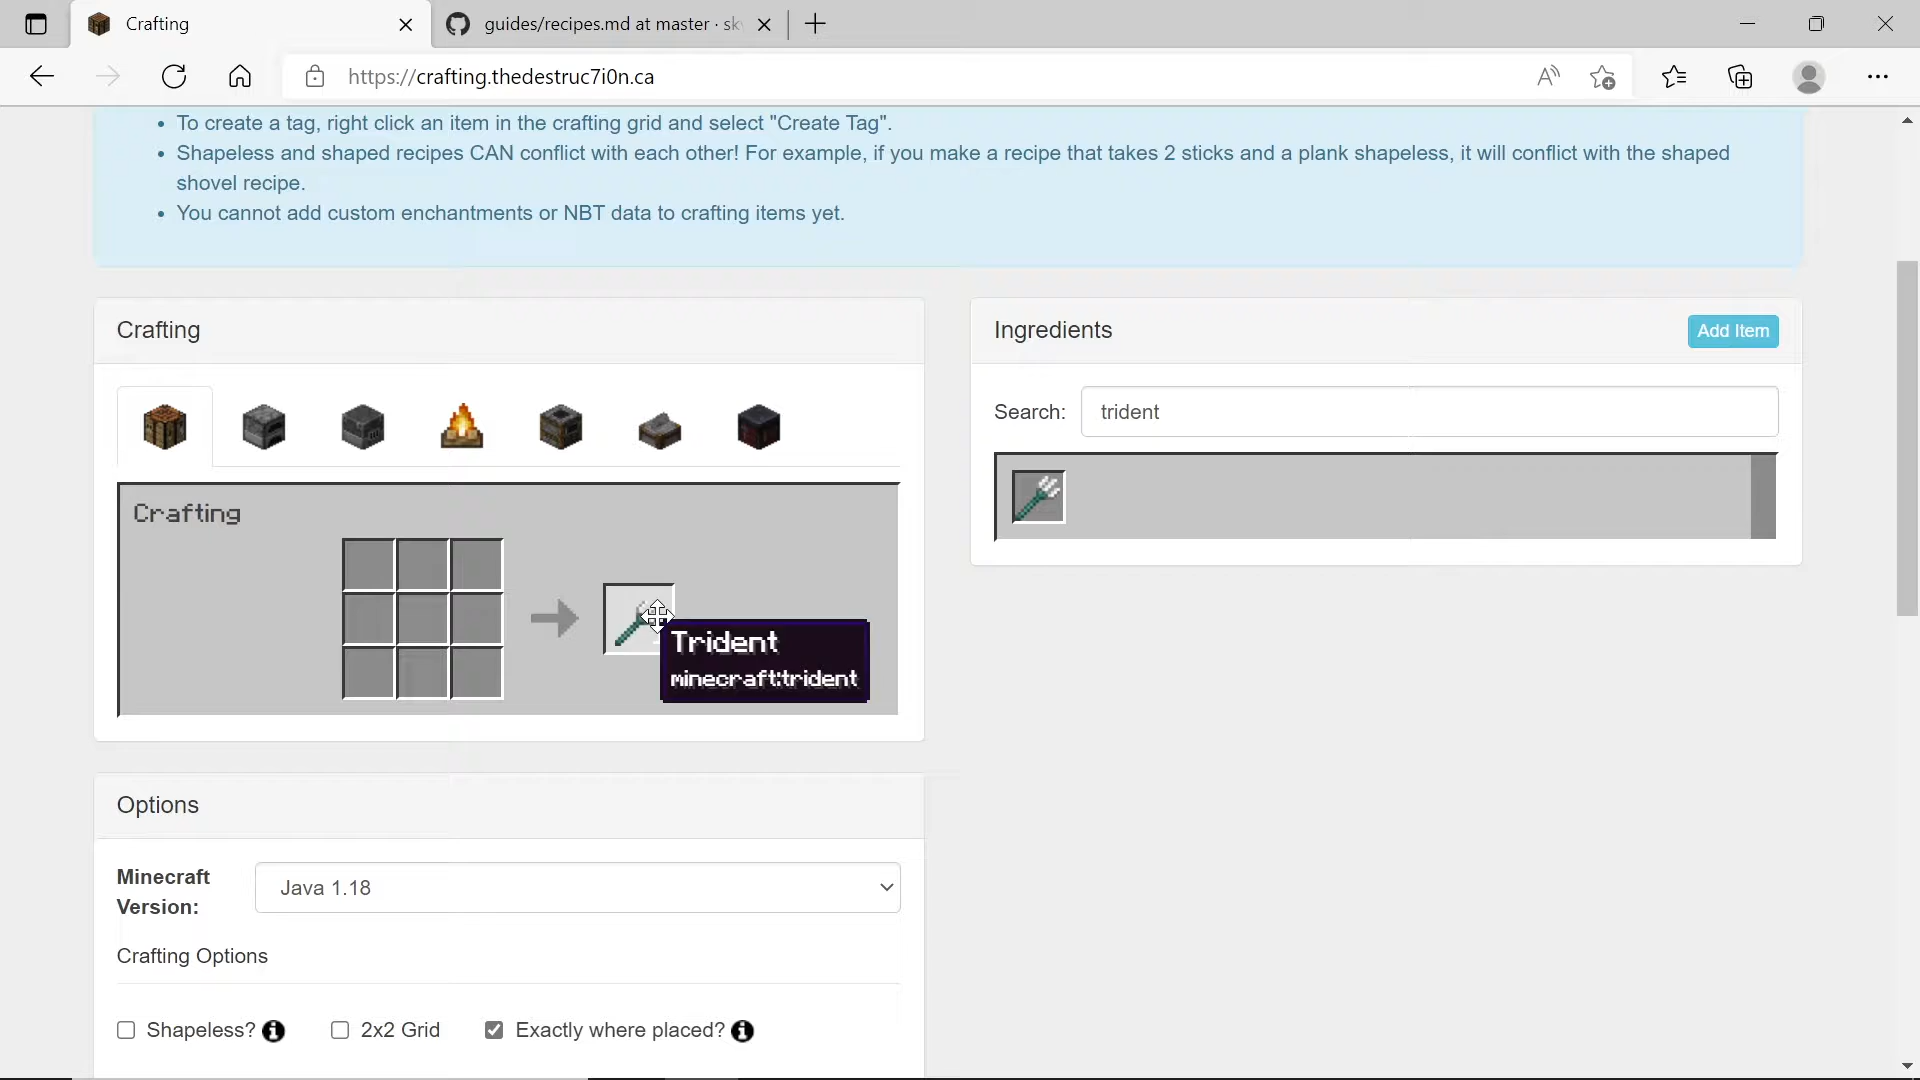 Crafting
guides/recipes.md at master · sk
https://crafting.thedestruc7i0n.ca
• To create a tag, right click an item in the crafting grid and select "Create Tag".
• Shapeless and shaped recipes CAN conflict with each other! For example, if you make a recipe that takes 2 sticks and a plank shapeless, it will conflict with the shaped
shovel recipe.
• You cannot add custom enchantments or NBT data to crafting items yet.
Crafting
Ingredients
Add Item
Search:
trident
Crafting
Trident
minecraft:trident
Options
Minecraft
Version:
Java 1.18
Crafting Options
Shapeless?
2x2 Grid
Exactly where placed?